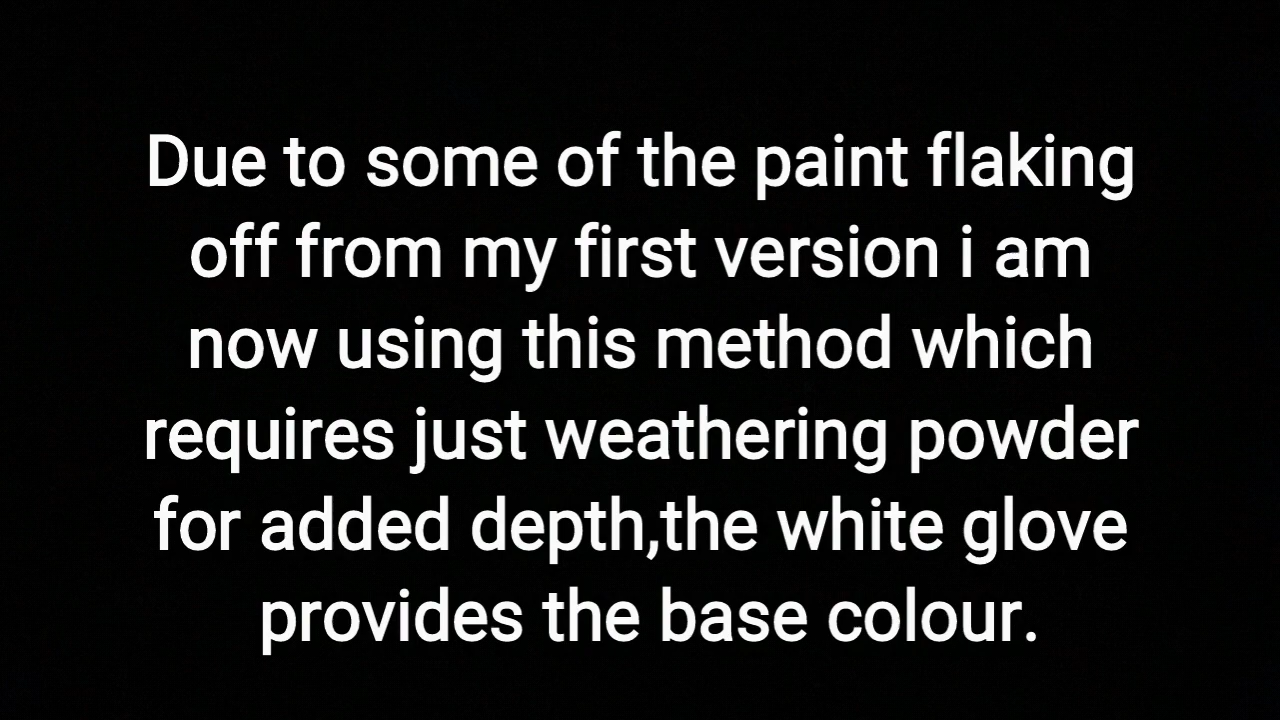 Due to some of the paint flaking
off from my first version i am
now using this method which
requires just weathering powder
for added depth,the white glove
provides the base colour.